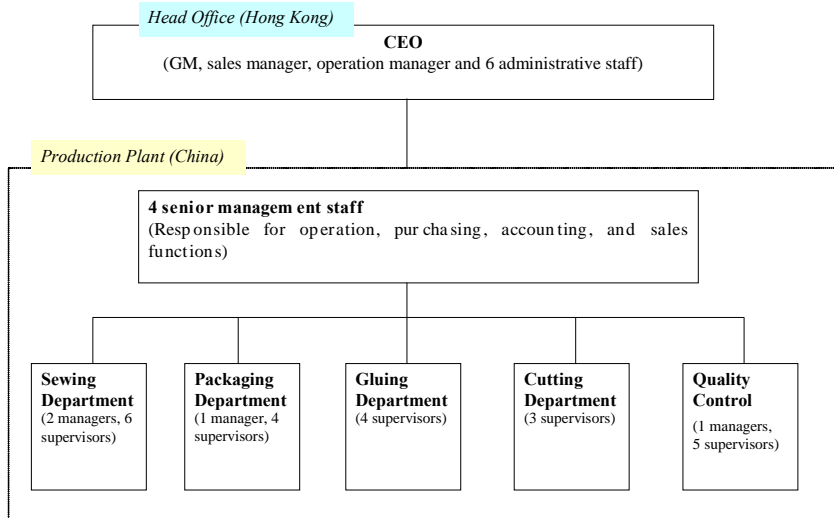 Head Office (Hong Kong)
CEO
(GM, sales manager, operation manager and 6 administrative staff)
Production Plant (China)
4 senior management staff
(Responsible for operation, purchasing, accounting, and sales
functions)
Sewing
Department
(2 managers, 6
supervisors)
Packaging
Department
(1 manager, 4
supervisors)
Gluing
Department
(4 supervisors)
Cutting
Department
(3 supervisors)
Quality
Control
(1 managers,
5 supervisors)